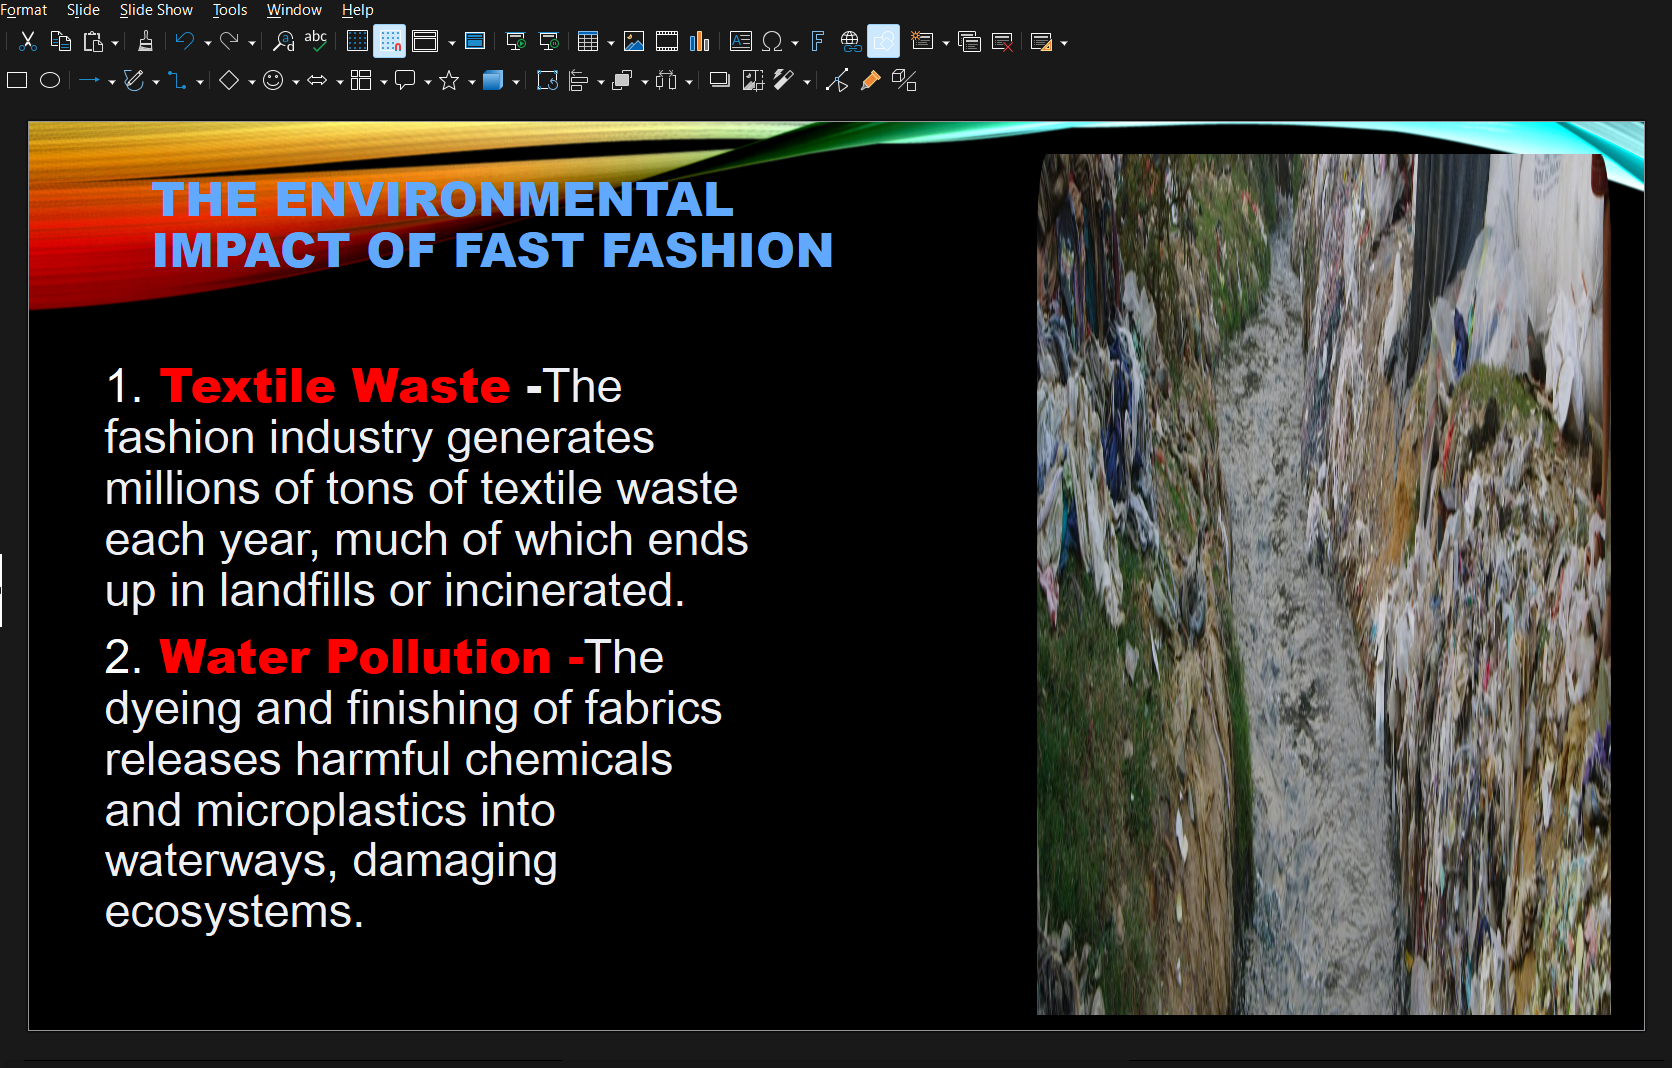 Format Slide Slide Show Tools Window Help
abc
THE ENVIRONMENTAL
IMPACT OF FAST FASHION
1. Textile Waste -The
fashion industry generates
millions of tons of textile waste
each year, much of which ends
up in landfills or incinerated.
2. Water Pollution -The
dyeing and finishing of fabrics
releases harmful chemicals
and microplastics into
waterways, damaging
ecosystems.